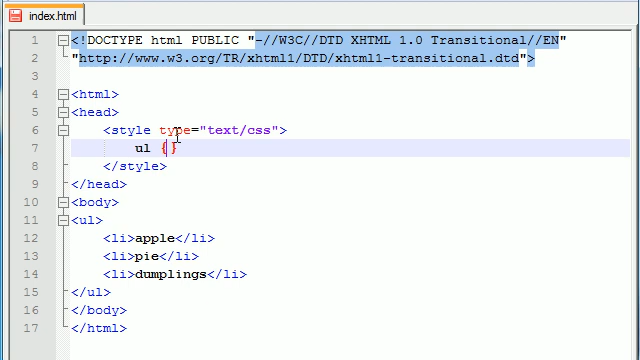 index.html
1 <!DOCTYPE html PUBLIC "-//W3C//DTD XHTML 1.0 Transitional//EN"
2 "http://www.w3.org/TR/xhtml1/DTD/xhtml1-transitional.dtd">
3
4 <html>
5 <head>
6 <style type="text/css">
7 ul {}
8 </style>
9 </head>
10 <body>
11 <ul>
12 <li>apple</li>
13 <li>pie</li>
14 <li>dumplings</li>
15 </ul>
16 </body>
17 </html>